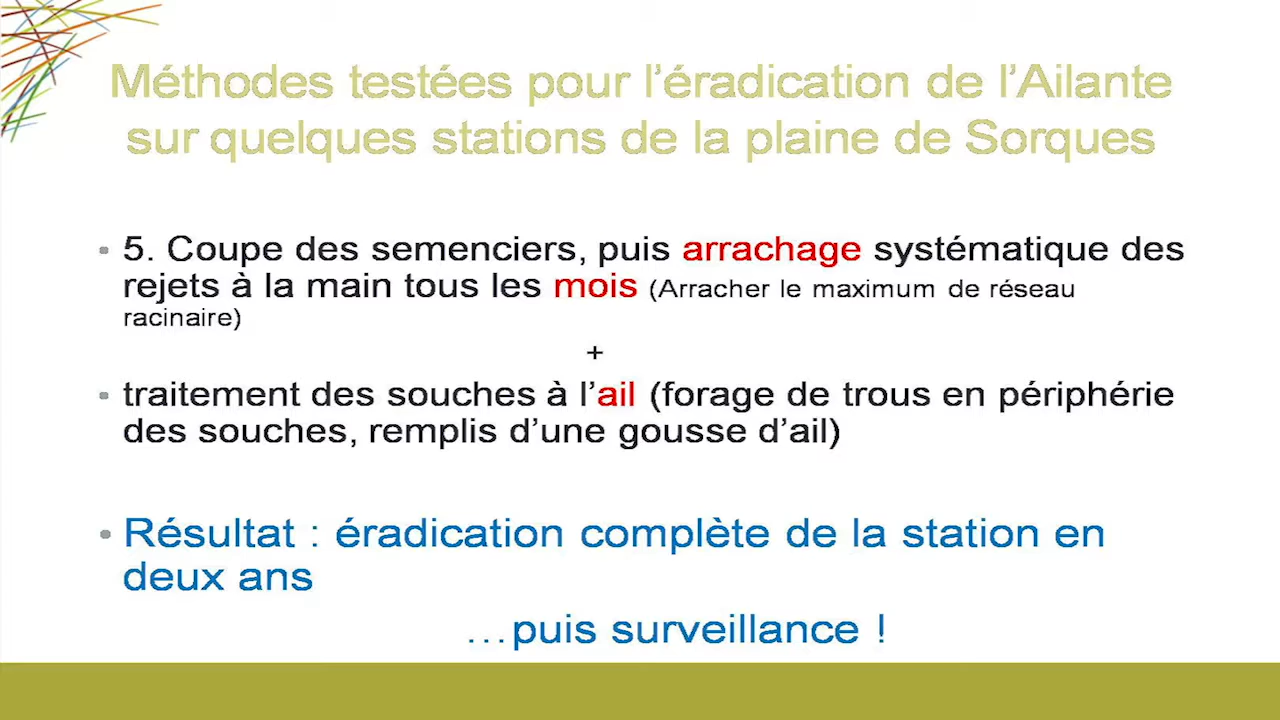 Méthodes testées pour l’éradication de l’Ailante
sur quelques stations de la plaine de Sorques
5. Coupe des semenciers, puis arrachage systématique des
rejets à la main tous les mois (Arracher le maximum de réseau
racinaire)
+
traitement des souches à l’ail (forage de trous en périphérie
des souches, remplis d’une gousse d’ail)
Résultat : éradication complète de la station en
deux ans
…puis surveillance !